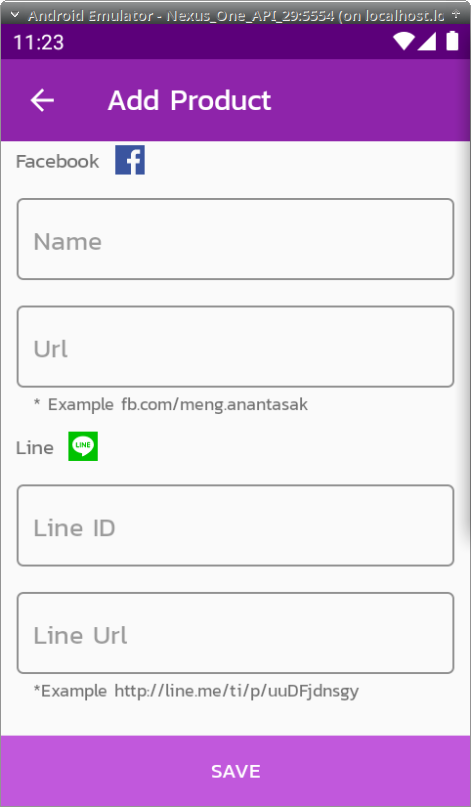 Android Emulator - Nexus_One_API_29:5554 (on localhost.lo
11:23
Add Product
Facebook
Name
Url
* Example fb.com/meng.anantasak
Line LINE
Line ID
Line Url
*Example http://line.me/ti/p/uuDFjdnsgy
SAVE